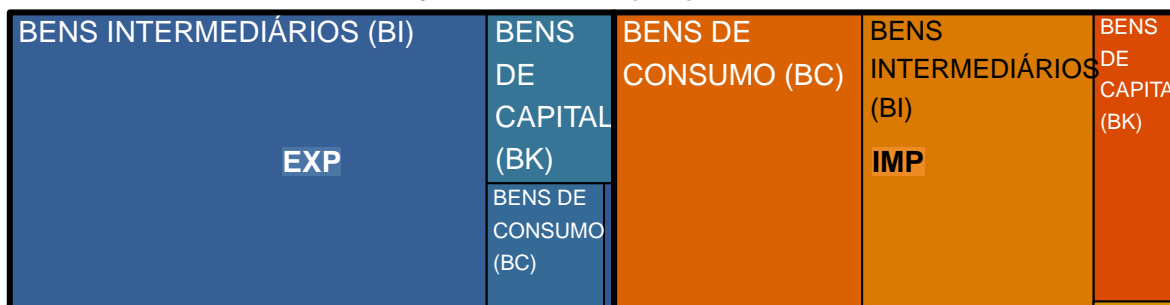 BENS INTERMEDIÁRIOS (BI)
EXP
BENS
DE
CAPITAL
(BK)
BENS DE
CONSUMO
(BC)
BENS DE
CONSUMO (BC)
BENS
INTERMEDIÁRIOS
(BI)
IMP
BENS
DE
CAPITA
(BK)